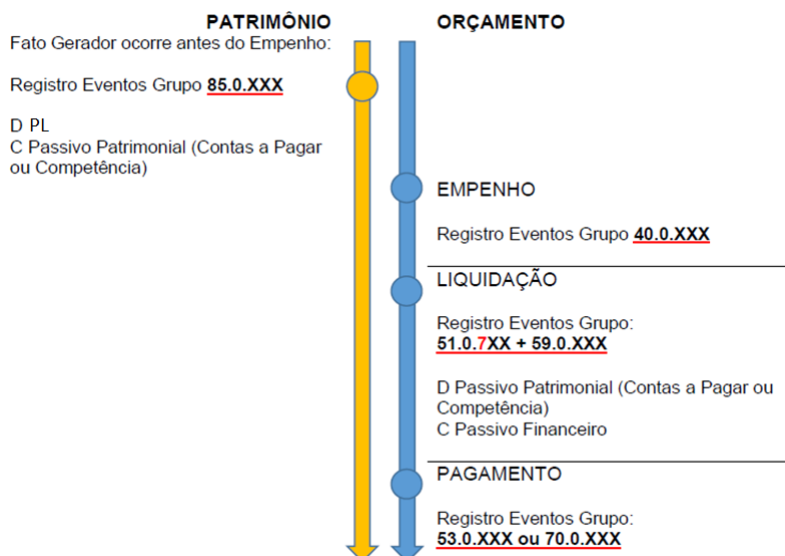 PATRIMÔNIO
Fato Gerador ocorre antes do Empenho:
Registro Eventos Grupo 85.0.XXX
D PL
C Passivo Patrimonial (Contas a Pagar
ou Competência)
ORÇAMENTO
EMPENHO
Registro Eventos Grupo 40.0.XXX
LIQUIDAÇÃO
Registro Eventos Grupo:
51.0.7XX + 59.0.XXX
D Passivo Patrimonial (Contas a Pagar ou
Competência)
C Passivo Financeiro
PAGAMENTO
Registro Eventos Grupo:
53.0.XXX ou 70.0.XXX